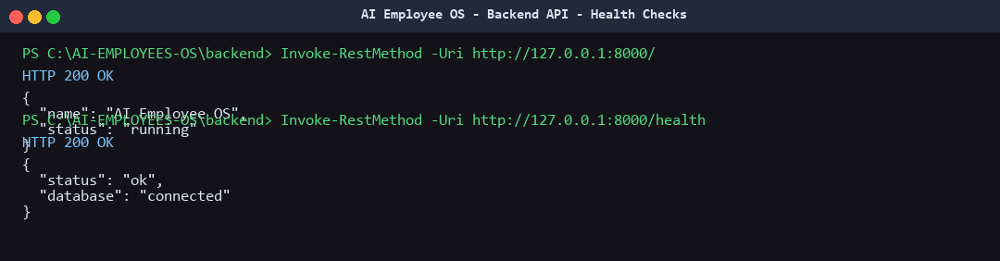 AI Employee OS - Backend API - Health Checks
PS C:\AI-EMPLOYEES-OS\backend> Invoke-RestMethod -Uri http://127.0.0.1:8000/
HTTP 200 OK
{
  "name": "AI Employee OS",
  "status": "running"
}
PS C:\AI-EMPLOYEES-OS\backend> Invoke-RestMethod -Uri http://127.0.0.1:8000/health
HTTP 200 OK
{
  "status": "ok",
  "database": "connected"
}